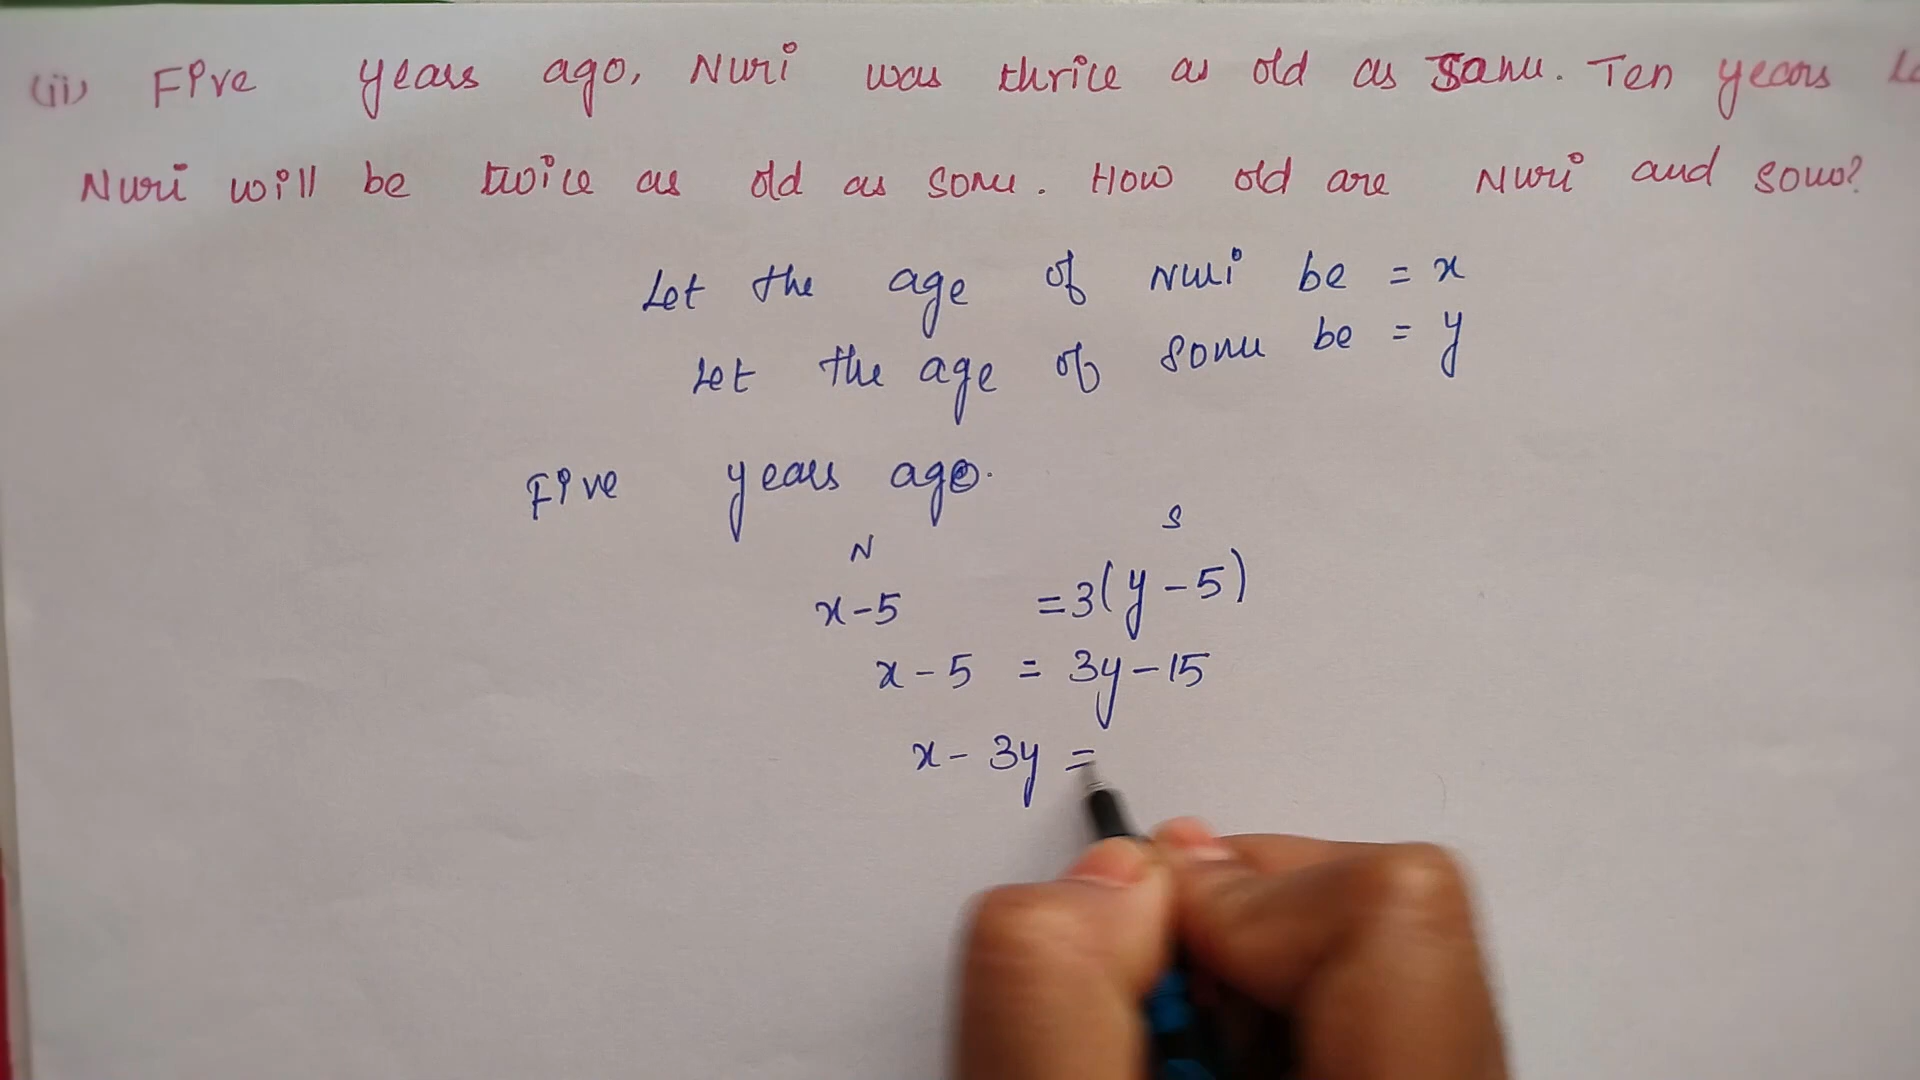 (ii) Five years ago, Nuri was thrice as old as Sonu. Ten years
Nuri will be twice as old as Sonu. How old are Nuri and Sonu?
Let the age of Nuri be = x
Let the age of Sonu be = y
Five years ago.
N S
x-5 =3(y-5)
x-5 = 3y-15
x-3y =